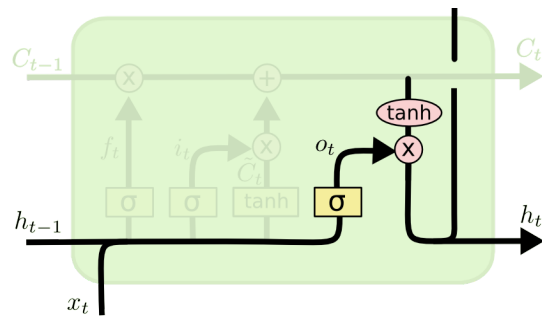 C_{t-1} C_t
x +
tanh
f_t i_t x o_t x
C̃_t
σ σ tanh σ
h_{t-1} h_t
x_t